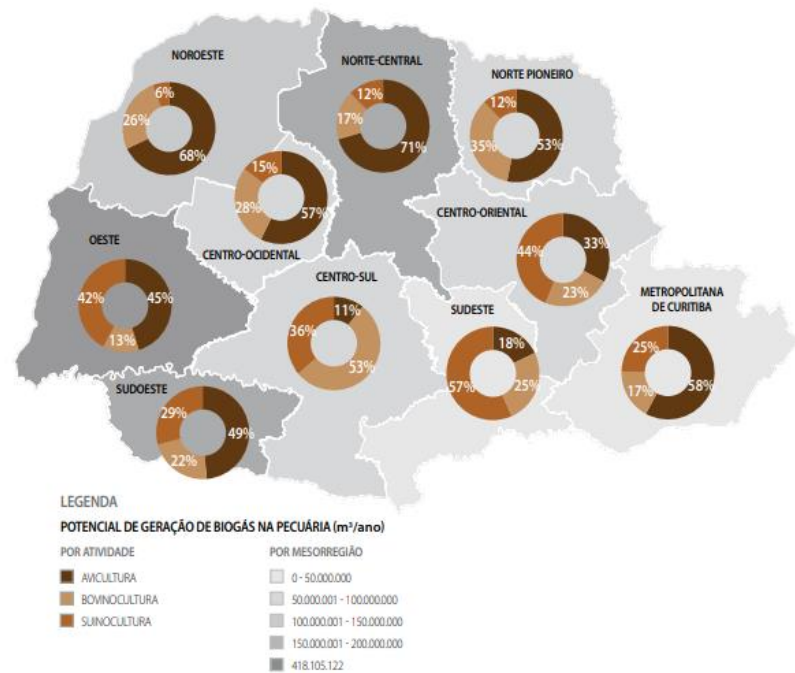 NOROESTE
6%
26%
68%
NORTE-CENTRAL
12%
17%
71%
NORTE PIONEIRO
12%
35%
53%
15%
28%
57%
CENTRO-OCIDENTAL
CENTRO-ORIENTAL
44%
33%
23%
OESTE
42%
45%
13%
CENTRO-SUL
11%
36%
53%
SUDESTE
18%
57%
25%
METROPOLITANA
DE CURITIBA
25%
17%
58%
SUDOESTE
29%
49%
22%
LEGENDA
POTENCIAL DE GERAÇÃO DE BIOGÁS NA PECUÁRIA (m³/ano)
POR ATIVIDADE
AVICULTURA
BOVINOCULTURA
SUINOCULTURA
POR MESORREGIÃO
0 - 50.000.000
50.000.001 - 100.000.000
100.000.001 - 150.000.000
150.000.001 - 200.000.000
418.105.122